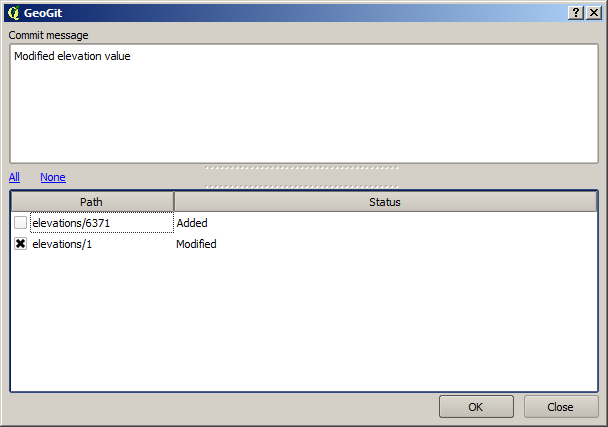 GeoGit
Commit message
Modified elevation value
All None
Path Status
elevations/6371 Added
elevations/1 Modified
OK Close